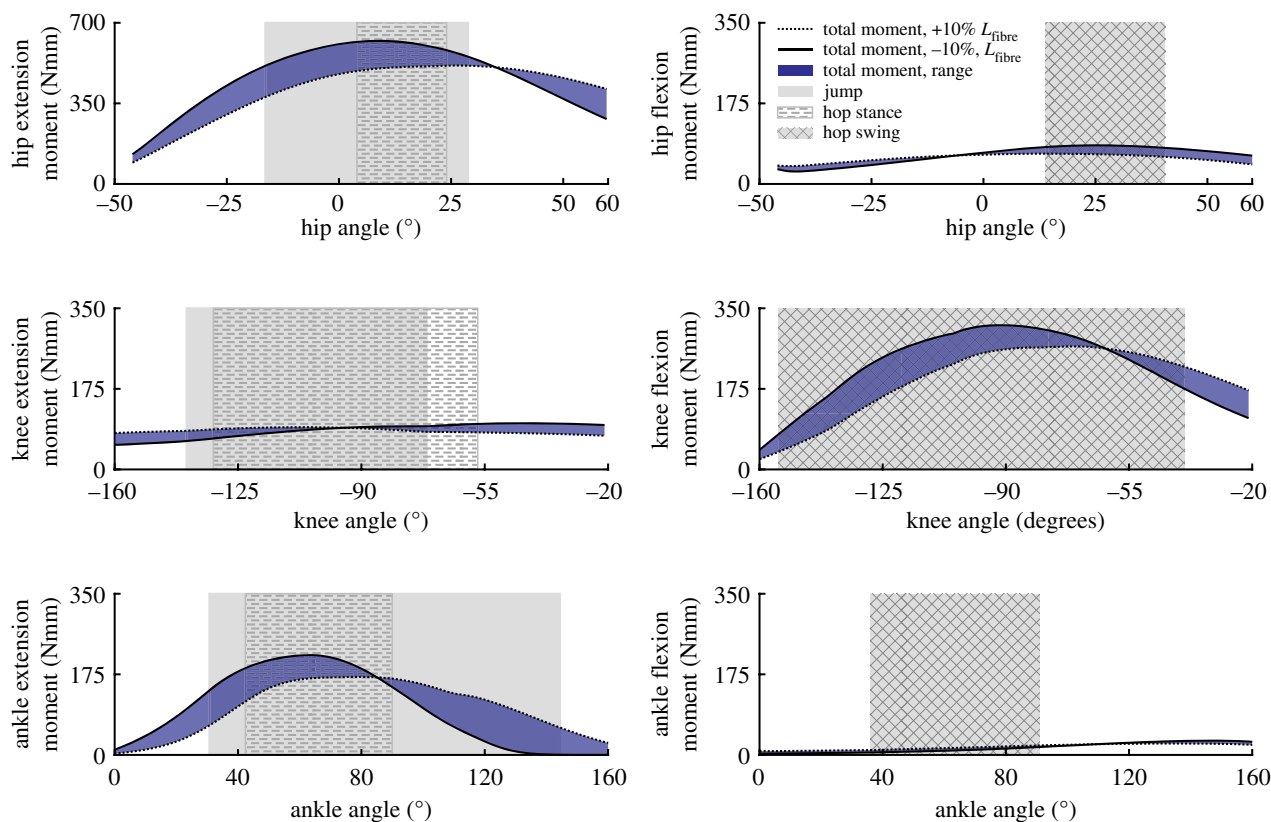 hip extension
moment (Nmm)
700
350
0
–50
–25
0
25
50
60
hip angle (°)
hip flexion
moment (Nmm)
350
175
0
–50
–25
0
25
50
60
hip angle (°)
total moment, +10% Lfibre
total moment, –10%, Lfibre
total moment, range
jump
hop stance
hop swing
knee extension
moment (Nmm)
350
175
0
–160
–125
–90
–55
–20
knee angle (°)
knee flexion
moment (Nmm)
350
175
0
–160
–125
–90
–55
–20
knee angle (degrees)
ankle extension
moment (Nmm)
350
175
0
0
40
80
120
160
ankle angle (°)
ankle flexion
moment (Nmm)
350
175
0
0
40
80
120
160
ankle angle (°)